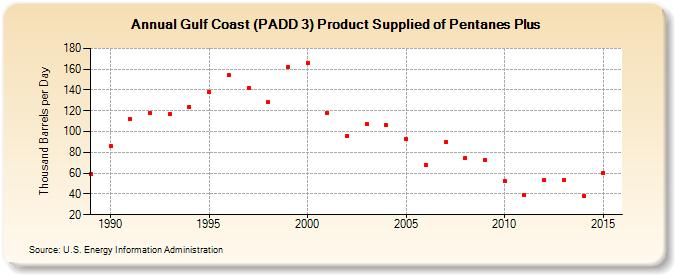 Annual Gulf Coast (PADD 3) Product Supplied of Pentanes Plus
Thousand Barrels per Day
180
160
140
120
100
80
60
40
20
1990 1995 2000 2005 2010 2015
Source: U.S. Energy Information Administration